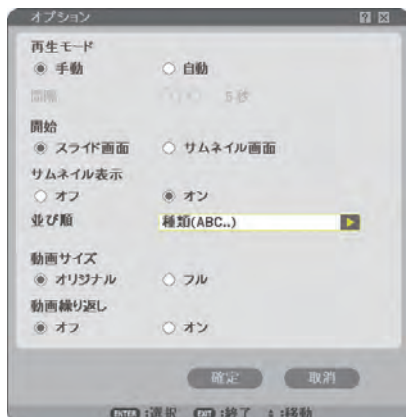 オプション
再生モード
手動 自動
間隔 5 秒
開始
スライド画面 サムネイル画面
サムネイル表示
オフ オン
並び順 種類(ABC..)
動画サイズ
オリジナル フル
動画繰り返し
オフ オン
確定 取消
ENTER :選択 EXIT :終了 :移動